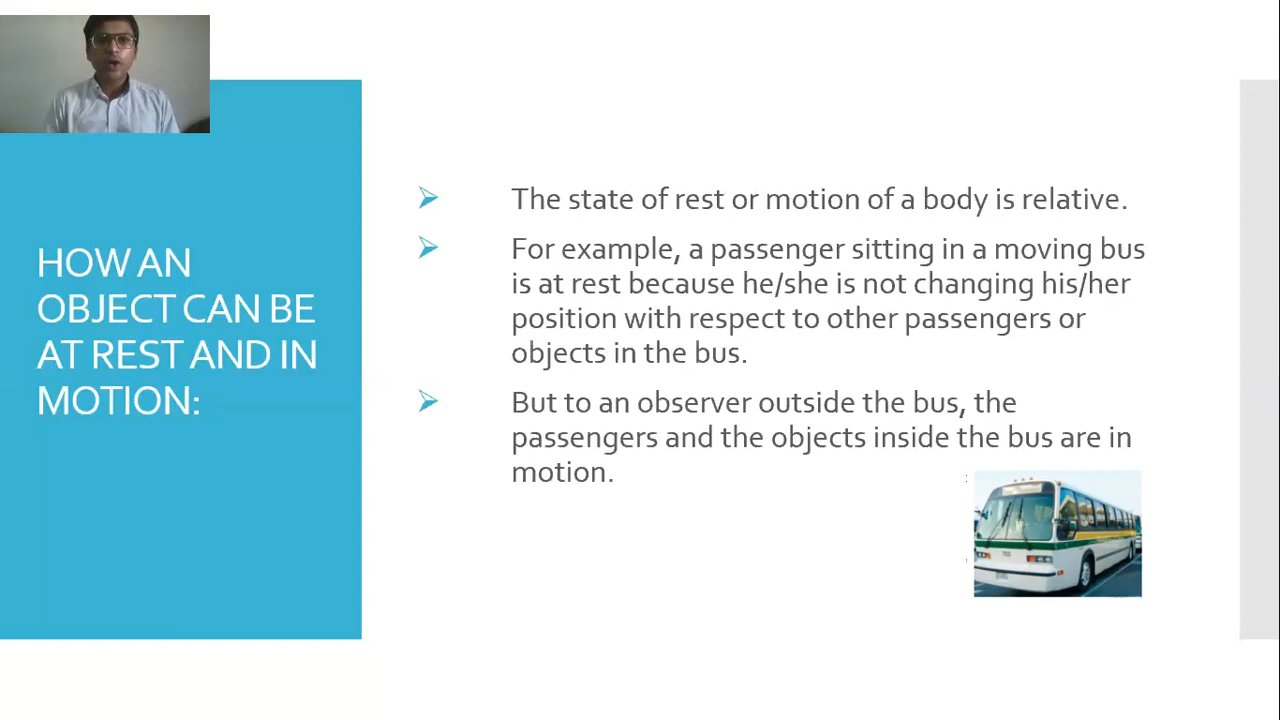 HOW AN
OBJECT CAN BE
AT REST AND IN
MOTION:
The state of rest or motion of a body is relative.
For example, a passenger sitting in a moving bus
is at rest because he/she is not changing his/her
position with respect to other passengers or
objects in the bus.
But to an observer outside the bus, the
passengers and the objects inside the bus are in
motion.